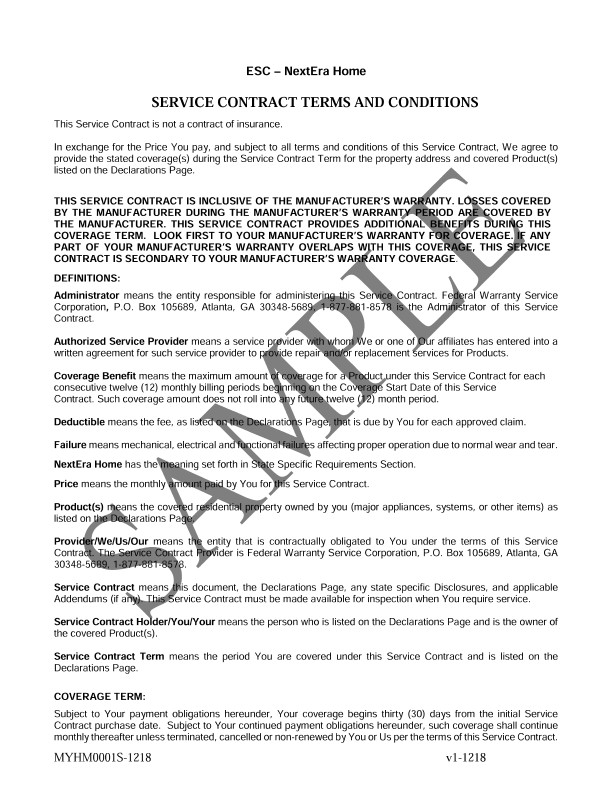 ESC – NextEra Home
SERVICE CONTRACT TERMS AND CONDITIONS
This Service Contract is not a contract of insurance.
In exchange for the Price You pay, and subject to all terms and conditions of this Service Contract, We agree to
provide the stated coverage(s) during the Service Contract Term for the property address and covered Product(s)
listed on the Declarations Page.
THIS SERVICE CONTRACT IS INCLUSIVE OF THE MANUFACTURER'S WARRANTY. LOSSES COVERED
BY THE MANUFACTURER DURING THE MANUFACTURER'S WARRANTY PERIOD ARE COVERED BY
THE MANUFACTURER. THIS SERVICE CONTRACT PROVIDES ADDITIONAL BENEFITS DURING THIS
COVERAGE TERM. LOOK FIRST TO YOUR MANUFACTURER'S WARRANTY FOR COVERAGE. IF ANY
PART OF YOUR MANUFACTURER'S WARRANTY OVERLAPS WITH THIS COVERAGE, THIS SERVICE
CONTRACT IS SECONDARY TO YOUR MANUFACTURER'S WARRANTY COVERAGE.
DEFINITIONS:
Administrator means the entity responsible for administering this Service Contract. Federal Warranty Service
Corporation, P.O. Box 105689, Atlanta, GA 30348-5689, 1-877-881-8578 is the Administrator of this Service
Contract.
Authorized Service Provider means a service provider with whom We or one of Our affiliates has entered into a
written agreement for such service provider to provide repair and/or replacement services for Products.
Coverage Benefit means the maximum amount of coverage for a Product under this Service Contract for each
consecutive twelve (12) monthly billing periods beginning on the Coverage Start Date of this Service
Contract. Such coverage amount does not roll into any future twelve (12) month period.
Deductible means the fee, as listed on the Declarations Page, that is due by You for each approved claim.
Failure means mechanical, electrical and functional failures affecting proper operation due to normal wear and tear.
NextEra Home has the meaning set forth in State Specific Requirements Section.
Price means the monthly amount paid by You for this Service Contract.
Product(s) means the covered residential property owned by you (major appliances, systems, or other items) as
listed on the Declarations Page.
Provider/We/Us/Our means the entity that is contractually obligated to You under the terms of this Service
Contract. The Service Contract Provider is Federal Warranty Service Corporation, P.O. Box 105689, Atlanta, GA
30348-5689, 1-877-881-8578.
Service Contract means this document, the Declarations Page, any state specific Disclosures, and applicable
Addendums (if any). This Service Contract must be made available for inspection when You require service.
Service Contract Holder/You/Your means the person who is listed on the Declarations Page and is the owner of
the covered Product(s).
Service Contract Term means the period You are covered under this Service Contract and is listed on the
Declarations Page.
COVERAGE TERM:
Subject to Your payment obligations hereunder, Your coverage begins thirty (30) days from the initial Service
Contract purchase date. Subject to Your continued payment obligations hereunder, such coverage shall continue
monthly thereafter unless terminated, cancelled or non-renewed by You or Us per the terms of this Service Contract.
MYHM0001S-1218 v1-1218
SAMPLE